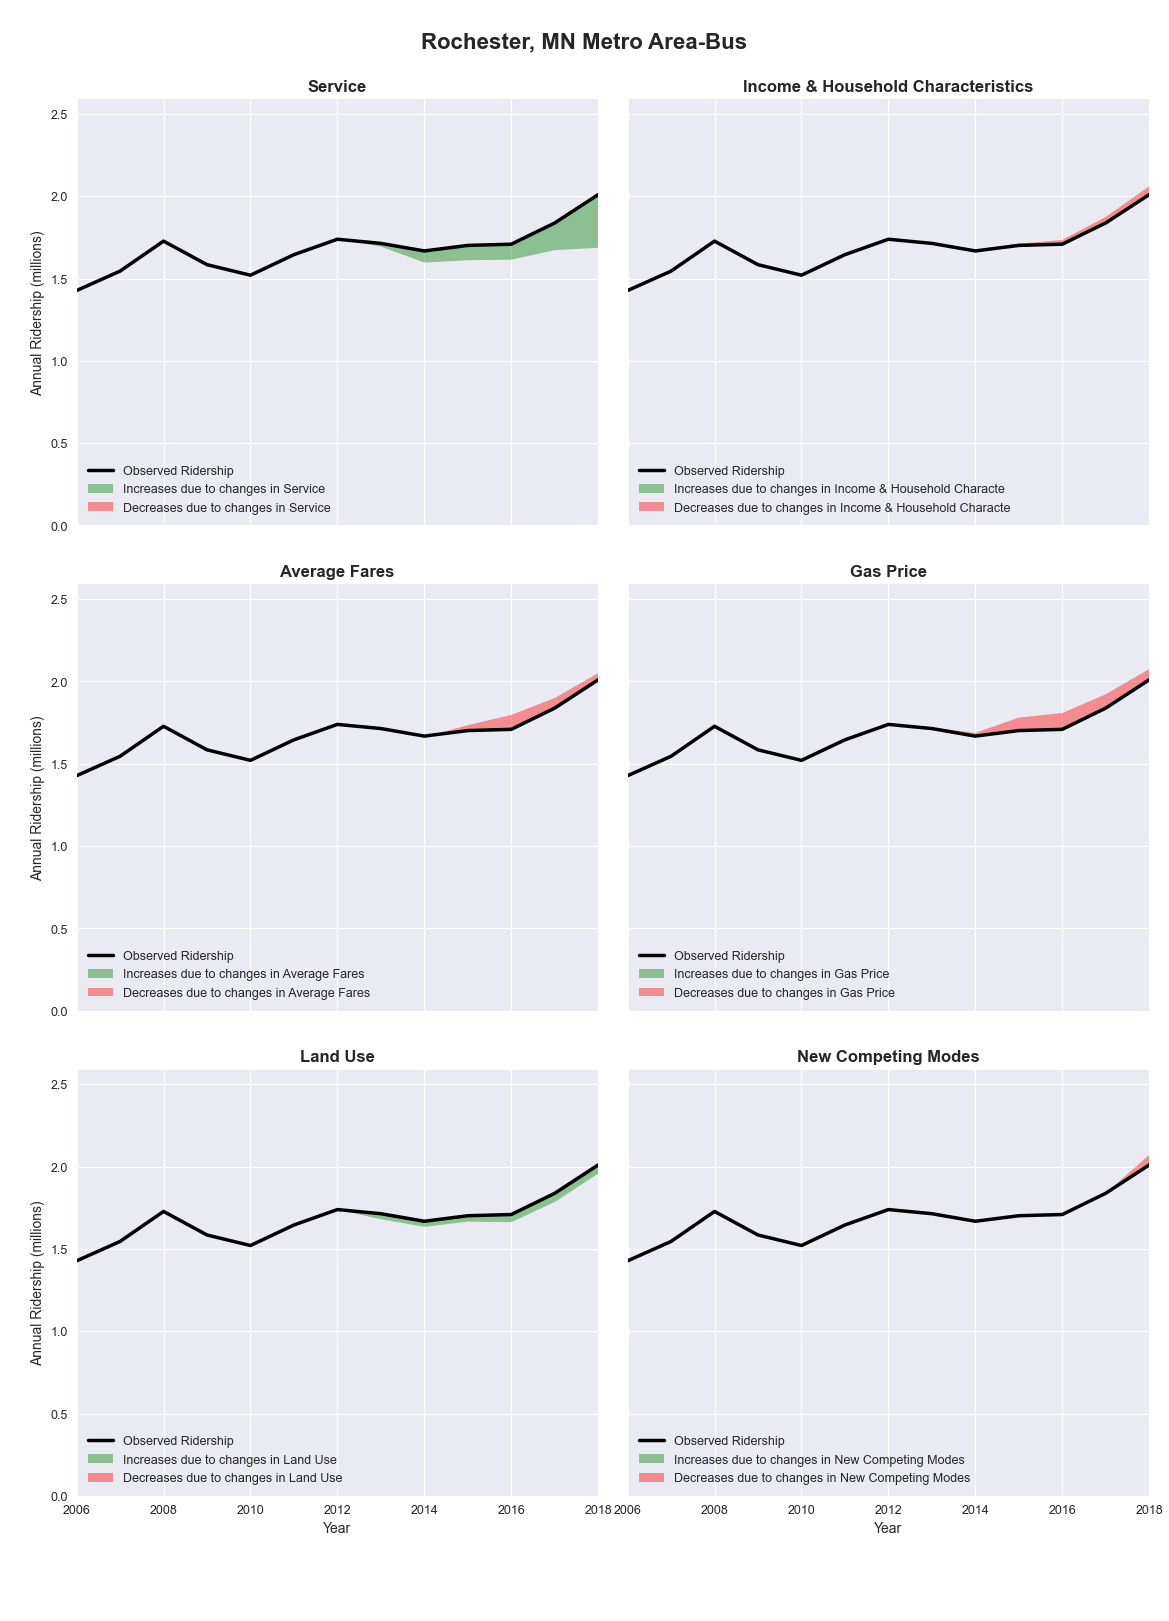 Rochester, MN Metro Area-Bus
Service
Income & Household Characteristics
2.5
2.0
1.5
1.0
0.5
0.0
Annual Ridership (millions)
Observed Ridership
Increases due to changes in Service
Decreases due to changes in Service
Observed Ridership
Increases due to changes in Income & Household Characte
Decreases due to changes in Income & Household Characte
Average Fares
Gas Price
2.5
2.0
1.5
1.0
0.5
0.0
Annual Ridership (millions)
Observed Ridership
Increases due to changes in Average Fares
Decreases due to changes in Average Fares
Observed Ridership
Increases due to changes in Gas Price
Decreases due to changes in Gas Price
Land Use
New Competing Modes
2.5
2.0
1.5
1.0
0.5
0.0
Annual Ridership (millions)
Observed Ridership
Increases due to changes in Land Use
Decreases due to changes in Land Use
Observed Ridership
Increases due to changes in New Competing Modes
Decreases due to changes in New Competing Modes
2006 2008 2010 2012 2014 2016 2018
2006 2008 2010 2012 2014 2016 2018
Year
Year